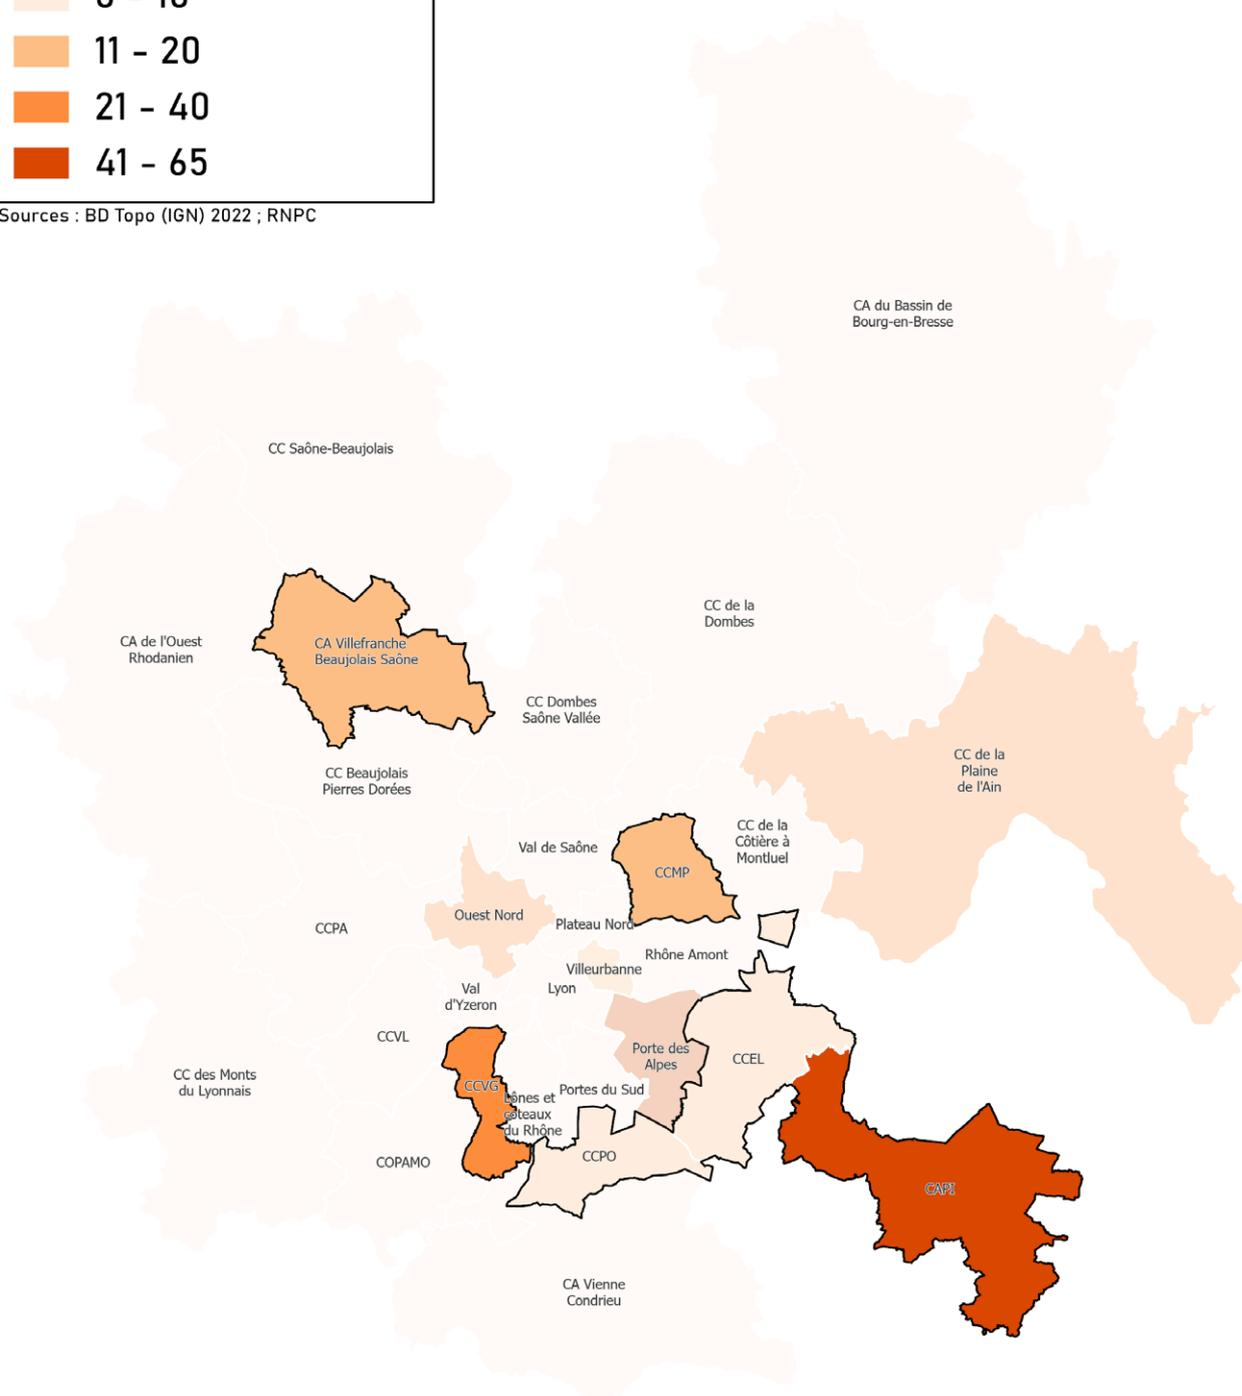 11 - 20
21 - 40
41 - 65
Sources : BD Topo (IGN) 2022 ; RNPC
CA du Bassin de
Bourg-en-Bresse
CC Saône-Beaujolais
CC de la
Dombes
CA de l'Ouest
Rhodanien
CA Villefranche
Beaujolais Saône
CC Dombes
Saône Vallée
CC de la
Plaine
de l'Ain
CC Beaujolais
Pierres Dorées
CC de la
Côtière à
Montluel
Val de Saône
CCMP
Ouest Nord
Plateau Nord
CCPA
Rhône Amont
Villeurbanne
Lyon
Val
d'Yzeron
CCVL
Porte des
Alpes
CCEL
CC des Monts
du Lyonnais
CCVG
Portes du Sud
Lônes et
côteaux
du Rhône
CCPO
COPAMO
CAPI
CA Vienne
Condrieu